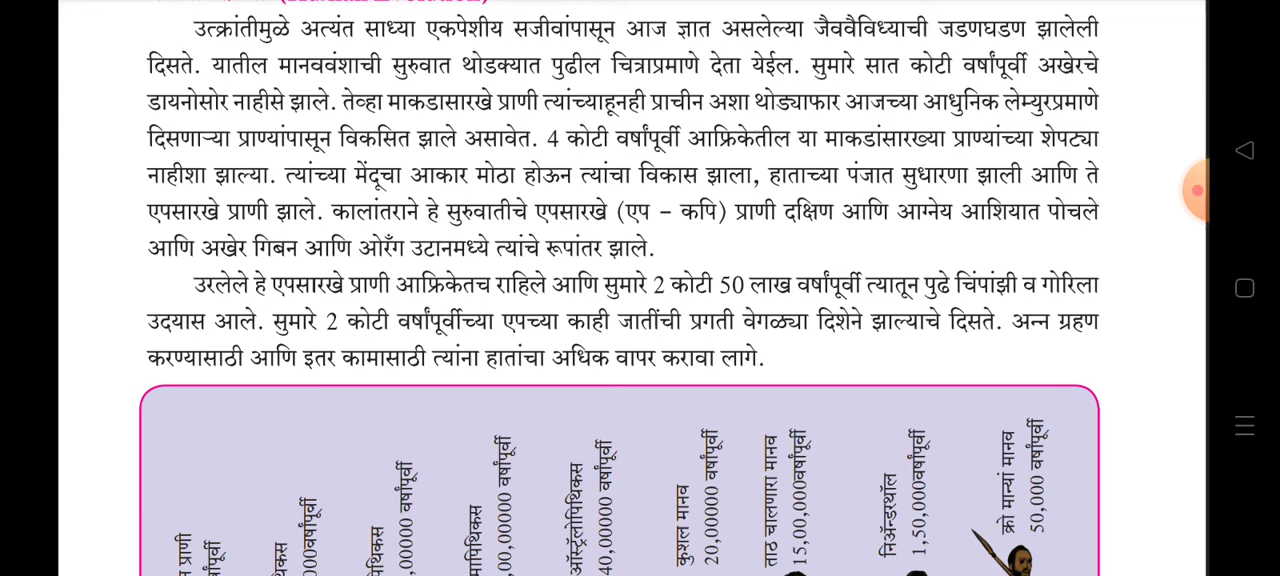 (Human Evolution)
उत्क्रांतीमुळे अत्यंत साध्या एकपेशीय सजीवांपासून आज ज्ञात असलेल्या जैववैविध्याची जडणघडण झालेली
दिसते. यातील मानववंशाची सुरुवात थोडक्यात पुढील चित्राप्रमाणे देता येईल. सुमारे सात कोटी वर्षांपूर्वी अखेरचे
डायनोसोर नाहीसे झाले. तेव्हा माकडासारखे प्राणी त्यांच्याहूनही प्राचीन अशा थोड्याफार आजच्या आधुनिक लेम्युरप्रमाणे
दिसणाऱ्या प्राण्यांपासून विकसित झाले असावेत. 4 कोटी वर्षांपूर्वी आफ्रिकेतील या माकडांसारख्या प्राण्यांच्या शेपट्या
नाहीशा झाल्या. त्यांच्या मेंदूचा आकार मोठा होऊन त्यांचा विकास झाला, हाताच्या पंजात सुधारणा झाली आणि ते
एपसारखे प्राणी झाले. कालांतराने हे सुरुवातीचे एपसारखे (एप – कपि) प्राणी दक्षिण आणि आग्नेय आशियात पोचले
आणि अखेर गिबन आणि ओरँग उटानमध्ये त्यांचे रूपांतर झाले.
उरलेले हे एपसारखे प्राणी आफ्रिकेतच राहिले आणि सुमारे 2 कोटी 50 लाख वर्षांपूर्वी त्यातून पुढे चिंपांझी व गोरिला
उदयास आले. सुमारे 2 कोटी वर्षांपूर्वीच्या एपच्या काही जातींची प्रगती वेगळ्या दिशेने झाल्याचे दिसते. अन्न ग्रहण
करण्यासाठी आणि इतर कामासाठी त्यांना हातांचा अधिक वापर करावा लागे.
प्राणी
वर्षांपूर्वी
ऑस्ट्रॅलोपिथिकस
40,00000 वर्षांपूर्वी
कुशल मानव
20,00000 वर्षांपूर्वी
ताठ चालणारा मानव
15,00,000वर्षांपूर्वी
निॲन्डरथॉल
1,50,000वर्षांपूर्वी
क्रो मान्यां मानव
50,000 वर्षांपूर्वी